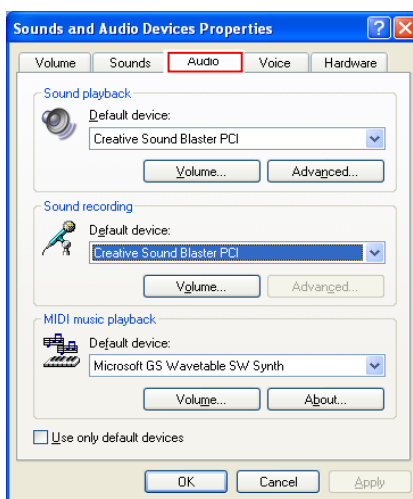 Sounds and Audio Devices Properties
Volume Sounds Audio Voice Hardware
Sound playback
Default device:
Creative Sound Blaster PCI
Volume... Advanced...
Sound recording
Default device:
Creative Sound Blaster PCI
Volume... Advanced...
MIDI music playback
Default device:
Microsoft GS Wavetable SW Synth
Volume... About...
Use only default devices
OK Cancel Apply